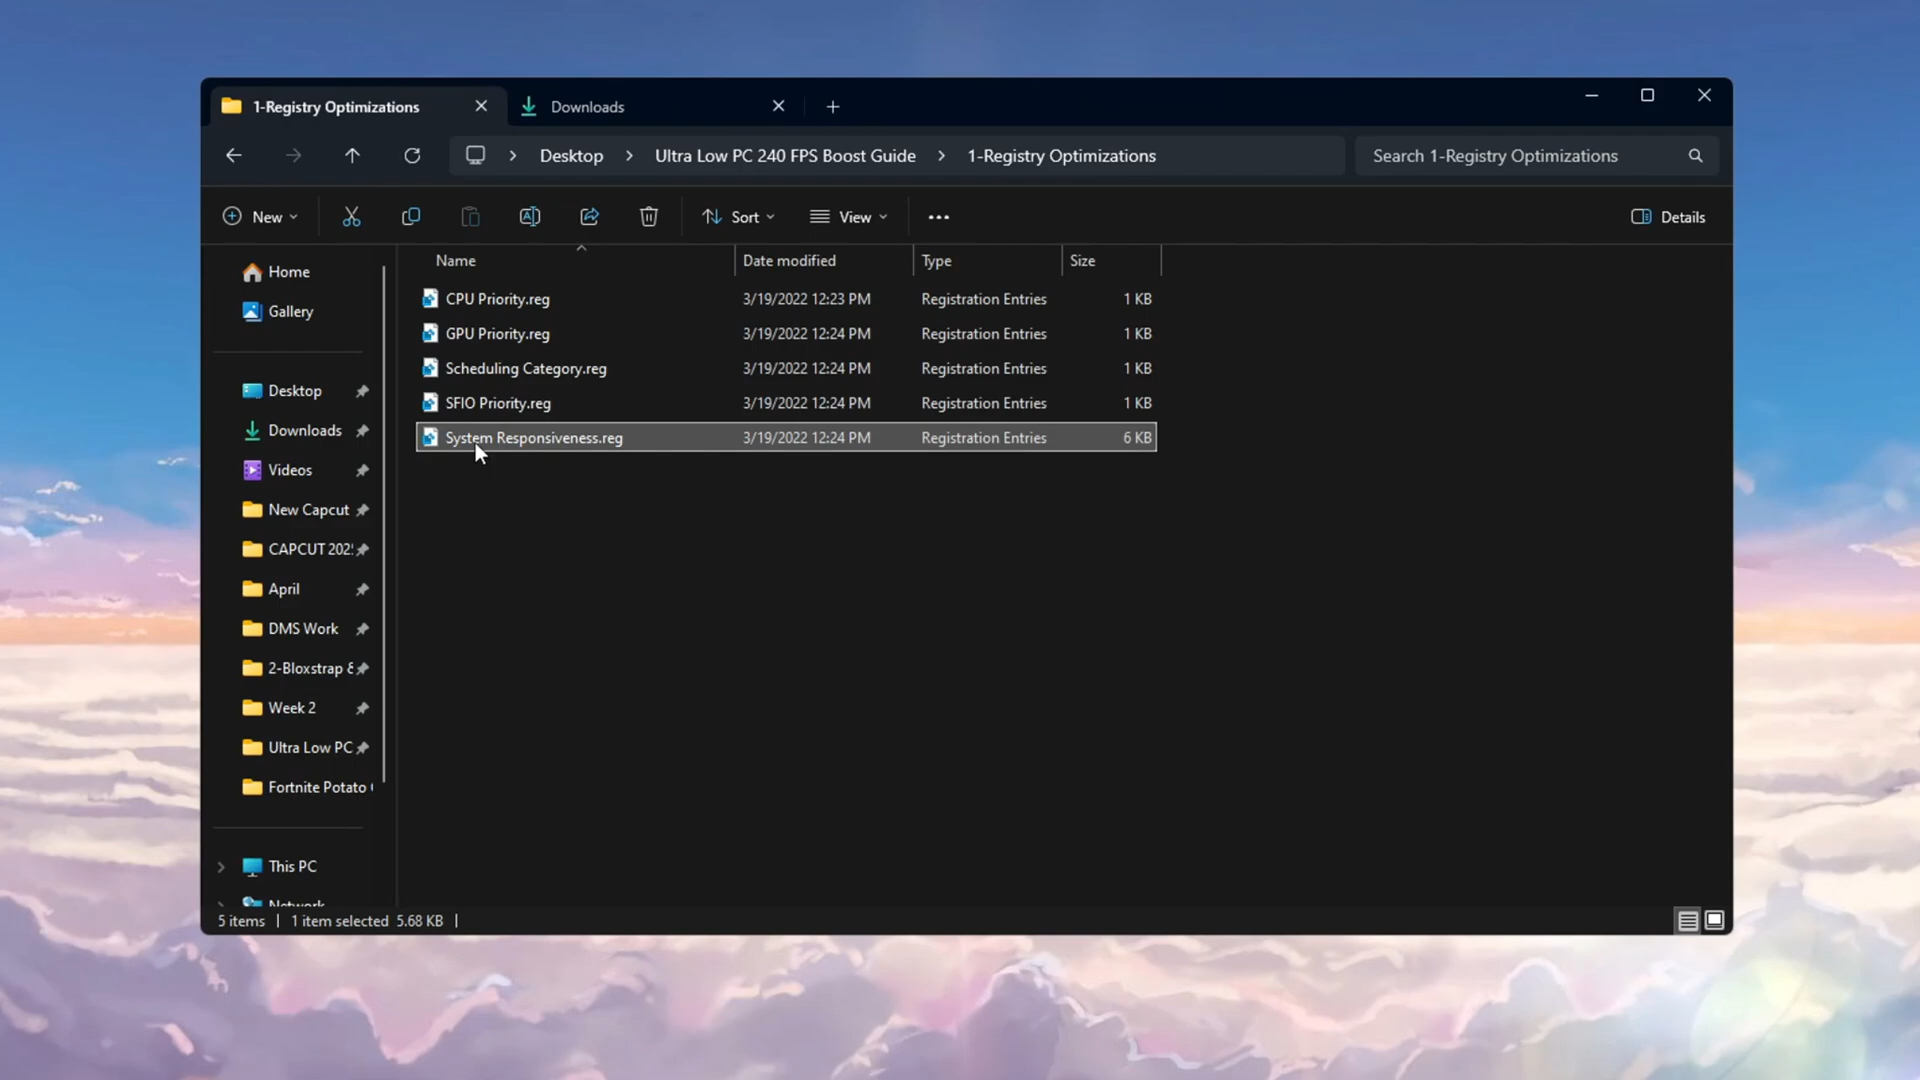 1-Registry Optimizations
Downloads
Desktop
Ultra Low PC 240 FPS Boost Guide
1-Registry Optimizations
Search 1-Registry Optimizations
New
Sort
View
Details
Name Date modified Type Size
CPU Priority.reg 3/19/2022 12:23 PM Registration Entries 1 KB
GPU Priority.reg 3/19/2022 12:24 PM Registration Entries 1 KB
Scheduling Category.reg 3/19/2022 12:24 PM Registration Entries 1 KB
SFIO Priority.reg 3/19/2022 12:24 PM Registration Entries 1 KB
System Responsiveness.reg 3/19/2022 12:24 PM Registration Entries 6 KB
Home
Gallery
Desktop
Downloads
Videos
New Capcut
CAPCUT 202
April
DMS Work
2-Bloxstrap &
Week 2
Ultra Low PC
Fortnite Potato
This PC
Network
5 items 1 item selected 5.68 KB